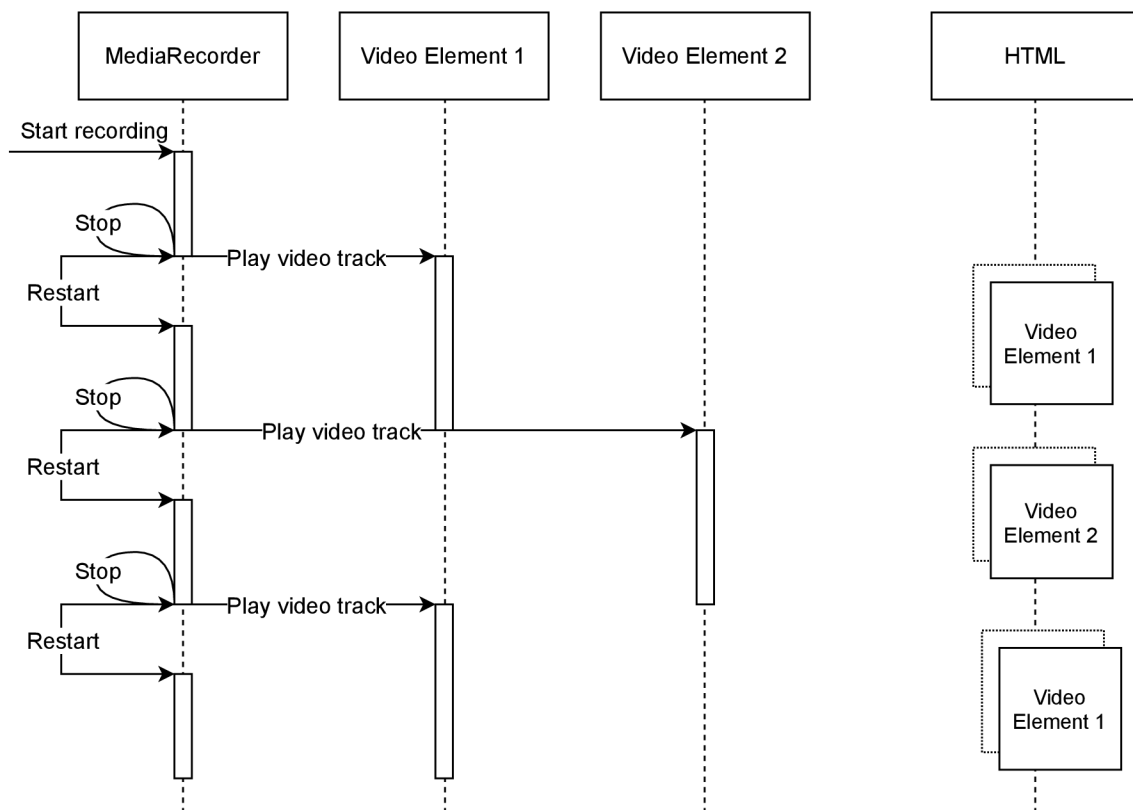 MediaRecorder
Video Element 1
Video Element 2
HTML
Start recording
Stop
Play video track
Restart
Video
Element 1
Stop
Play video track
Restart
Video
Element 2
Stop
Play video track
Restart
Video
Element 1